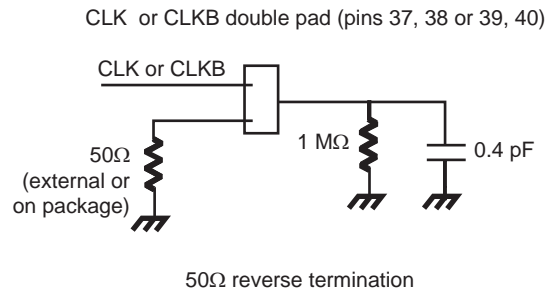 CLK or CLKB double pad (pins 37, 38 or 39, 40)
CLK or CLKB
50Ω
(external or
on package)
1 MΩ
0.4 pF
50Ω reverse termination